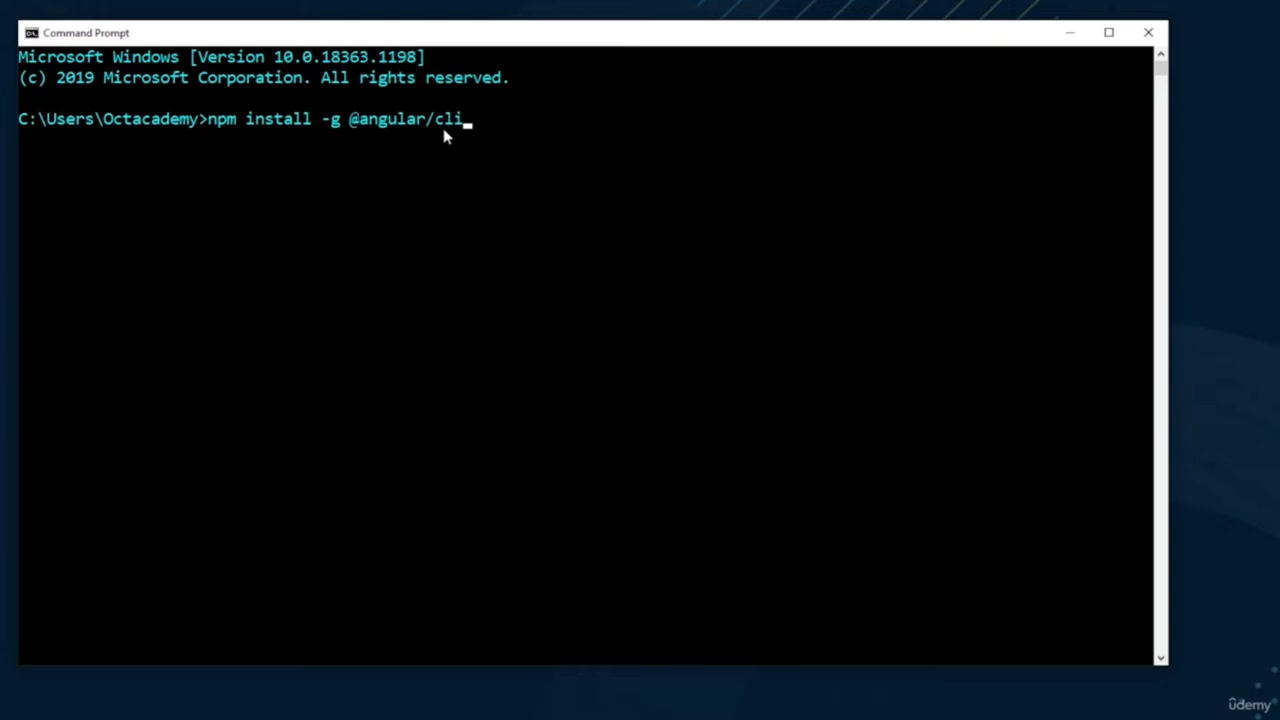 Command Prompt
Microsoft Windows [Version 10.0.18363.1198]
(c) 2019 Microsoft Corporation. All rights reserved.
C:\Users\Octacademy>npm install -g @angular/cli
ûdemy